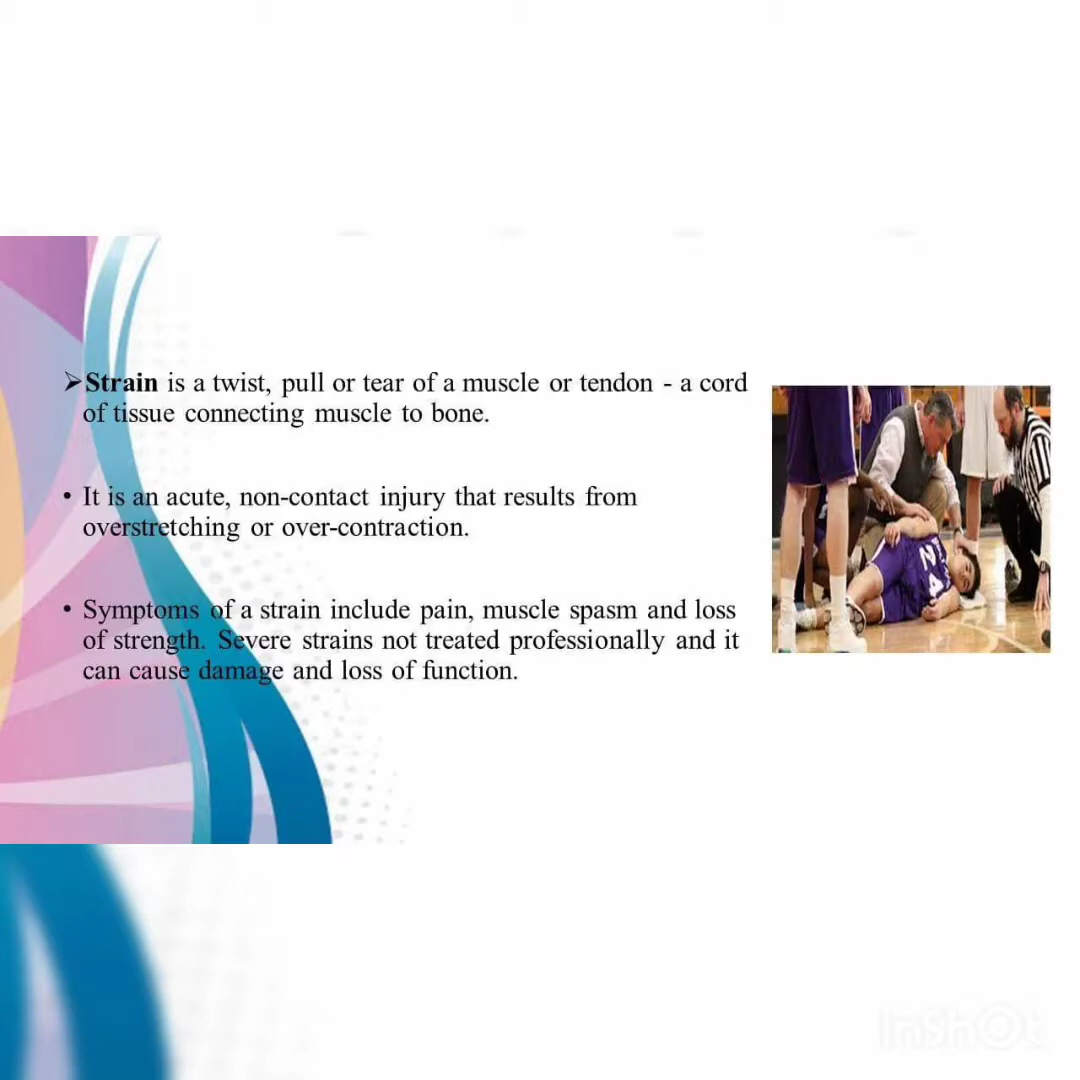 ➢Strain is a twist, pull or tear of a muscle or tendon - a cord
of tissue connecting muscle to bone.
• It is an acute, non-contact injury that results from
overstretching or over-contraction.
• Symptoms of a strain include pain, muscle spasm and loss
of strength. Severe strains not treated professionally and it
can cause damage and loss of function.
24
InShOt